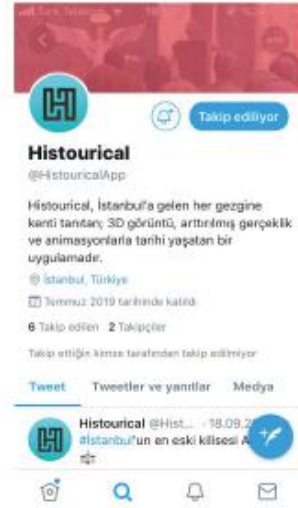 Takip ediliyor
Histourical
@HistouricalApp
Histourical, İstanbul'a gelen her gezgine
kenti tanıtan; 3D görüntü, arttırılmış gerçeklik
ve animasyonlarla tarihi yaşatan bir
uygulamadır.
İstanbul, Türkiye
Temmuz 2019 tarihinde katıldı
6 Takip edilen 2 Takipçiler
Takip ettiğin kimse tarafından takip edilmiyor
Tweet Tweetler ve yanıtlar Medya
Histourical @Hist... · 18.09.2
#İstanbul'un en eski kilisesi A